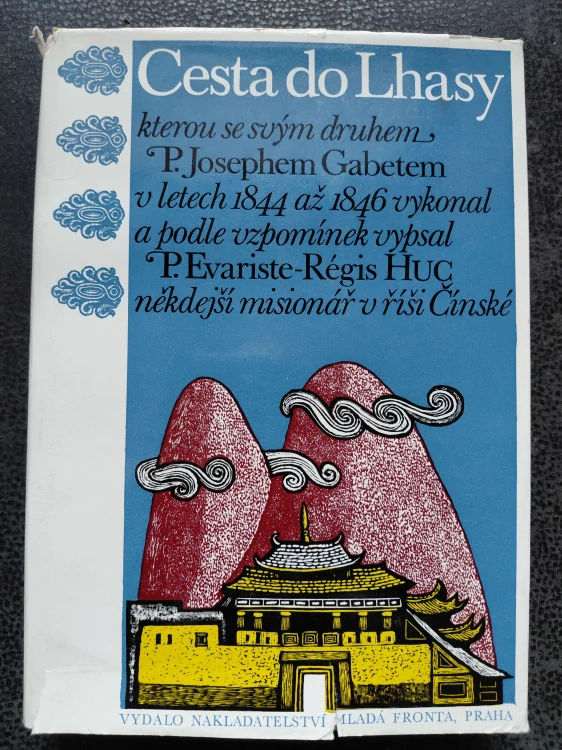 Cesta do Lhasy
kterou se svým druhem
P. Josephem Gabetem
v letech 1844 až 1846 vykonal
a podle vzpomínek vypsal
P. Evariste-Régis HUC
někdejší misionář v říši Čínské
VYDALO NAKLADATELSTVÍ MLADÁ FRONTA, PRAHA